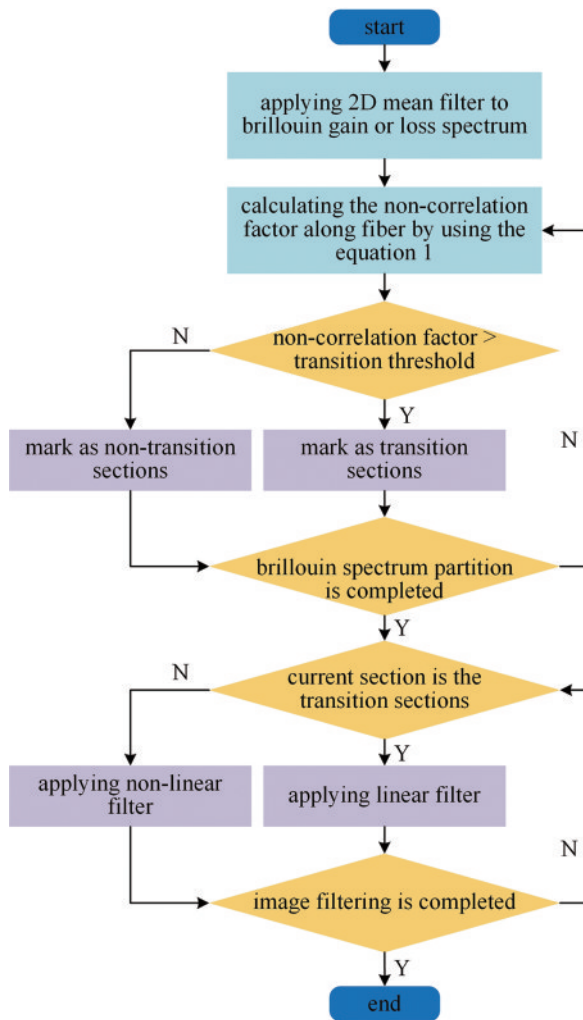 start
applying 2D mean filter to
brillouin gain or loss spectrum
calculating the non-correlation
factor along fiber by using the
equation 1
N
non-correlation factor >
transition threshold
Y
N
mark as non-transition
sections
mark as transition
sections
brillouin spectrum partition
is completed
Y
N
current section is the
transition sections
Y
applying non-linear
filter
applying linear filter
N
image filtering is completed
Y
end